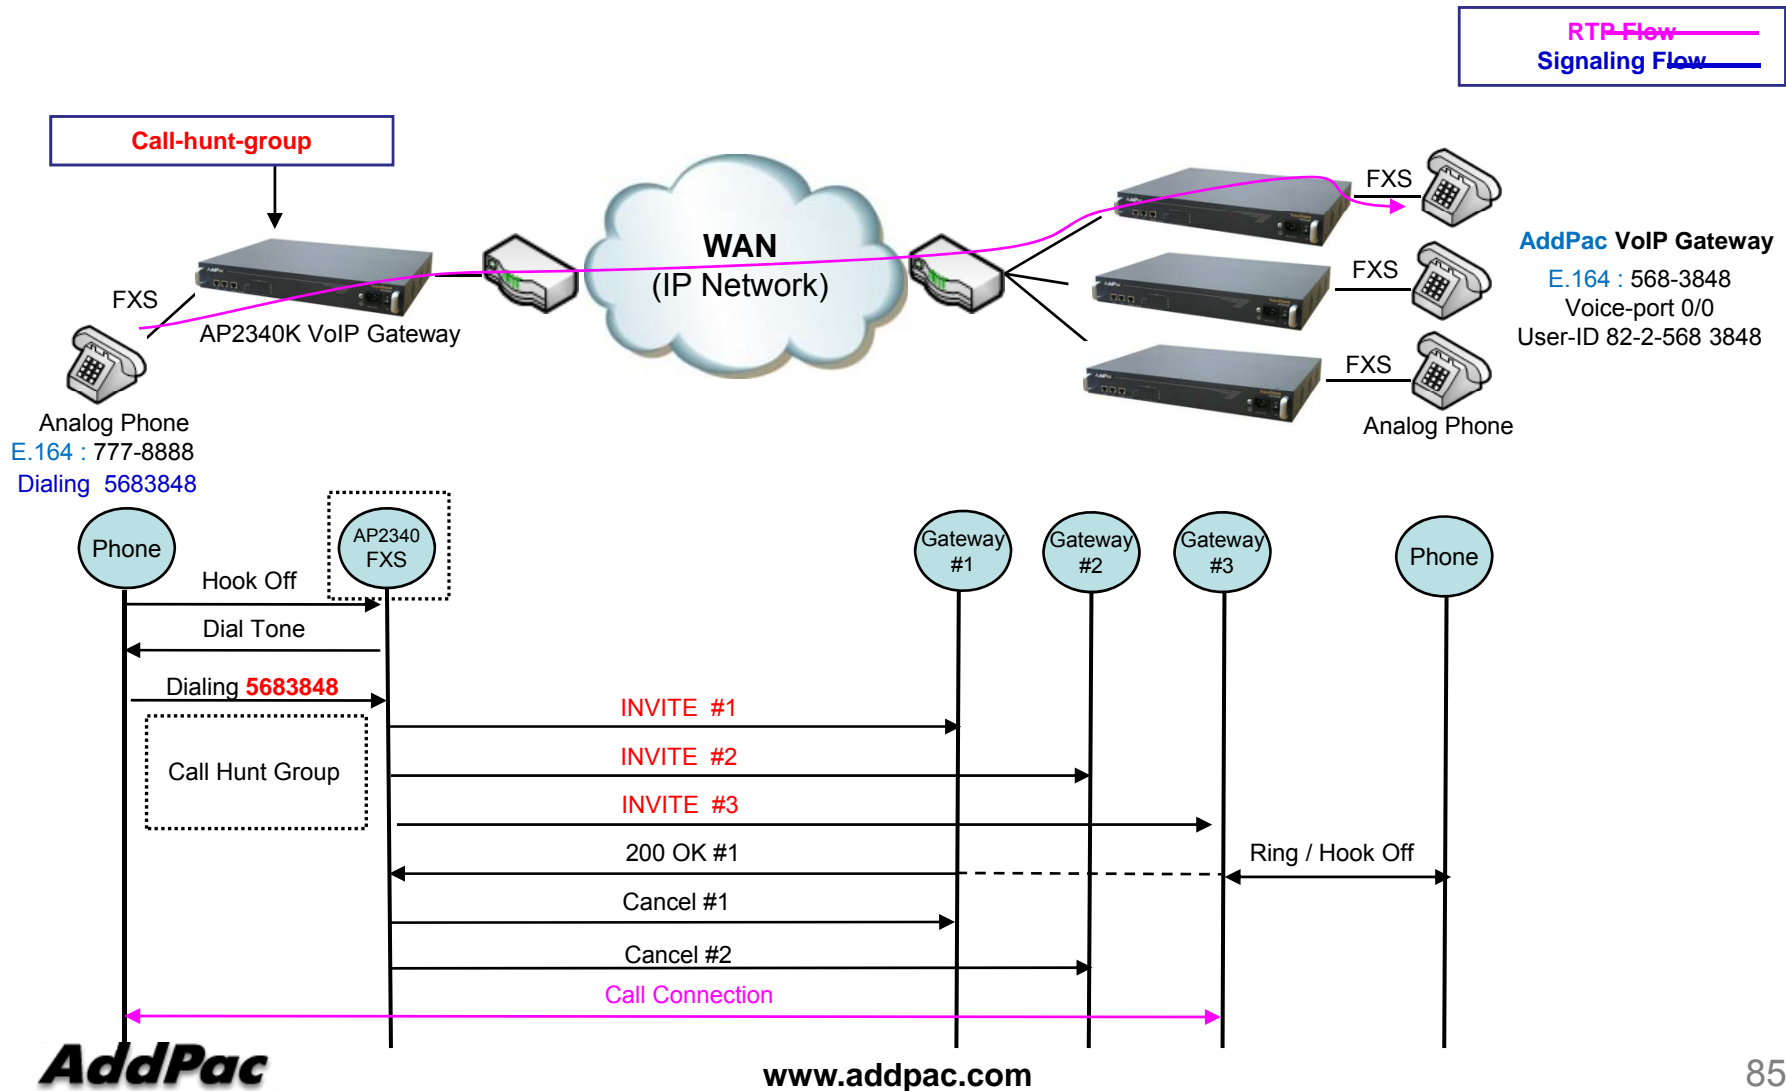 RTP Flow
Signaling Flow
Call-hunt-group
WAN
(IP Network)
FXS
FXS
FXS
FXS
AP2340K VoIP Gateway
AddPac VoIP Gateway
E.164 : 568-3848
Voice-port 0/0
User-ID 82-2-568 3848
Analog Phone
E.164 : 777-8888
Dialing 5683848
Analog Phone
Phone
AP2340
FXS
Gateway
#1
Gateway
#2
Gateway
#3
Phone
Hook Off
Dial Tone
Dialing 5683848
Call Hunt Group
INVITE #1
INVITE #2
INVITE #3
200 OK #1
Ring / Hook Off
Cancel #1
Cancel #2
Call Connection
AddPac
www.addpac.com
85